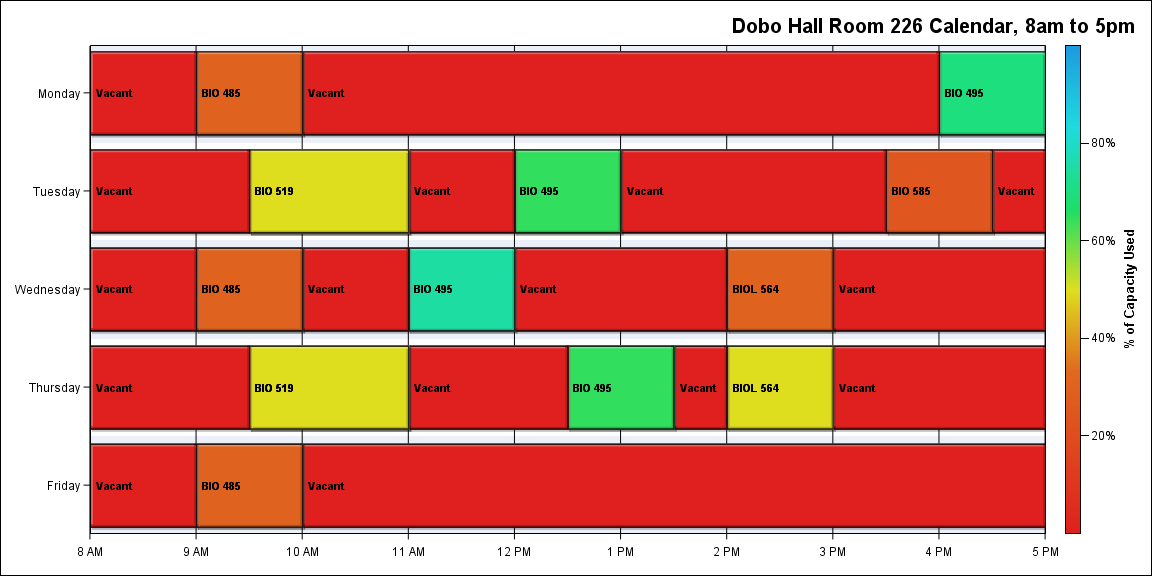 Dobo Hall Room 226 Calendar, 8am to 5pm
Monday
Vacant
BIO 485
Vacant
BIO 495
Tuesday
Vacant
BIO 519
Vacant
BIO 495
Vacant
BIO 585
Vacant
Wednesday
Vacant
BIO 485
Vacant
BIO 495
Vacant
BIOL 564
Vacant
Thursday
Vacant
BIO 519
Vacant
BIO 495
Vacant
BIOL 564
Vacant
Friday
Vacant
BIO 485
Vacant
8 AM
9 AM
10 AM
11 AM
12 PM
1 PM
2 PM
3 PM
4 PM
5 PM
80%
60%
40%
20%
% of Capacity Used